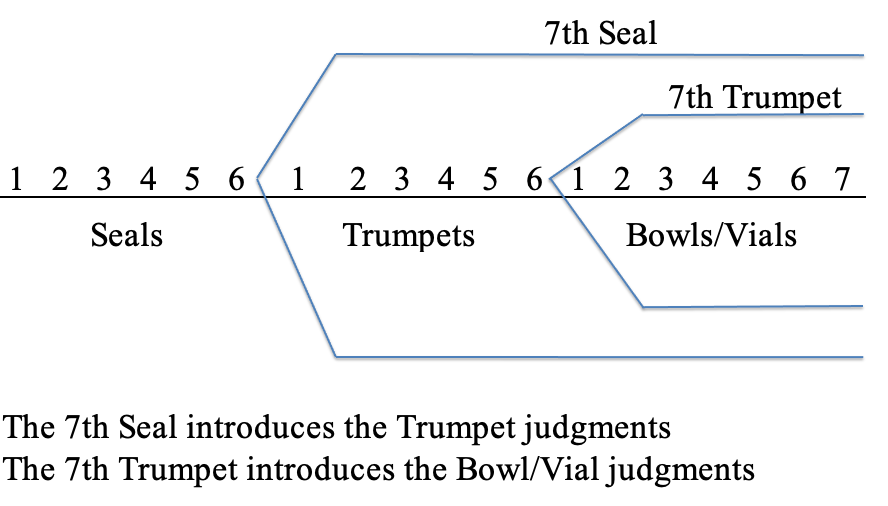 7th Seal
7th Trumpet
1 2 3 4 5 6 1 2 3 4 5 6 1 2 3 4 5 6 7
Seals Trumpets Bowls/Vials
The 7th Seal introduces the Trumpet judgments
The 7th Trumpet introduces the Bowl/Vial judgments